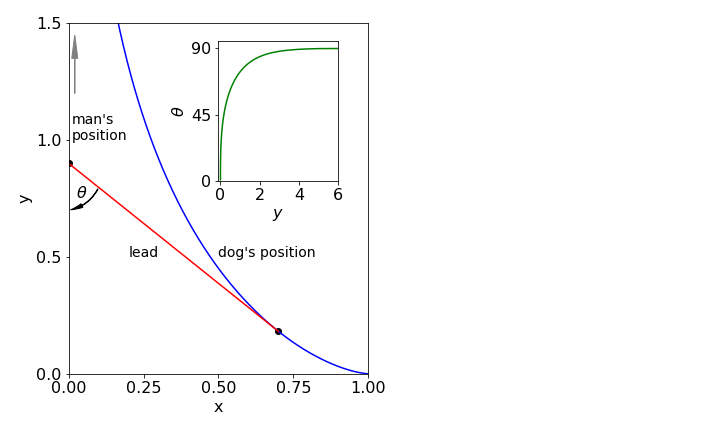 1.5
90
man's
position
θ
45
1.0
0
0 2 4 6
y
θ
y
lead
dog's position
0.5
0.0
0.00 0.25 0.50 0.75 1.00
x